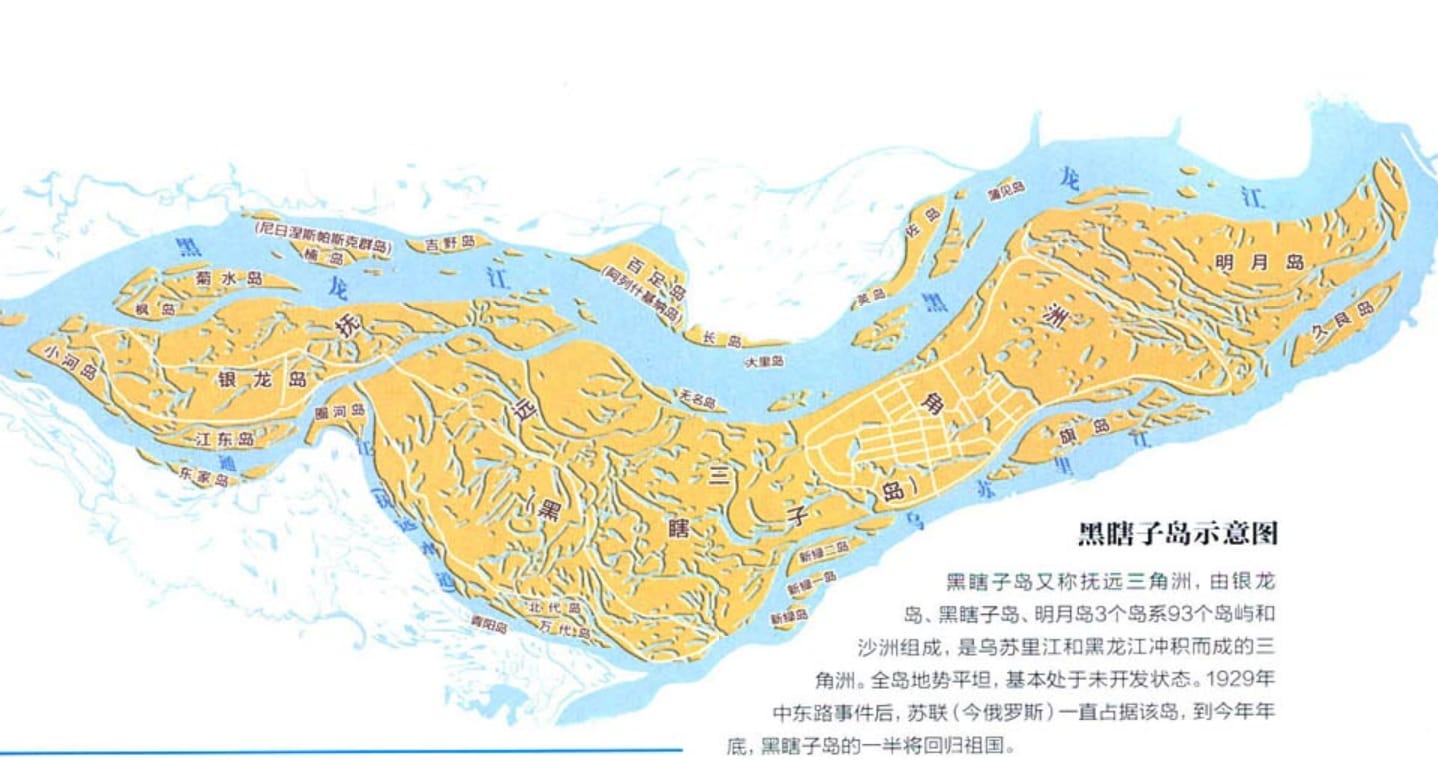 蒲见岛
龙
江
佐岛
(尼日涅斯帕斯克群岛)
吉野岛
楠岛
黑
龙
江
菊水岛
枫岛
百足岛
(阿列什基纳岛)
明月岛
英岛
黑
久良岛
长岛
大里岛
抚
远
三
角
洲
小河岛
银龙岛
无名岛
圈河岛
江东岛
东家岛
通
江
抚远水道
(黑
瞎
子
岛)
旗岛
乌
苏
里
江
新绿二岛
新绿一岛
新绿岛
北代岛
万代岛
青阳岛
黑瞎子岛示意图
黑瞎子岛又称抚远三角洲，由银龙
岛、黑瞎子岛、明月岛3个岛系93个岛屿和
沙洲组成，是乌苏里江和黑龙江冲积而成的三
角洲。全岛地势平坦，基本处于未开发状态。1929年
中东路事件后，苏联（今俄罗斯）一直占据该岛，到今年年
底，黑瞎子岛的一半将回归祖国。